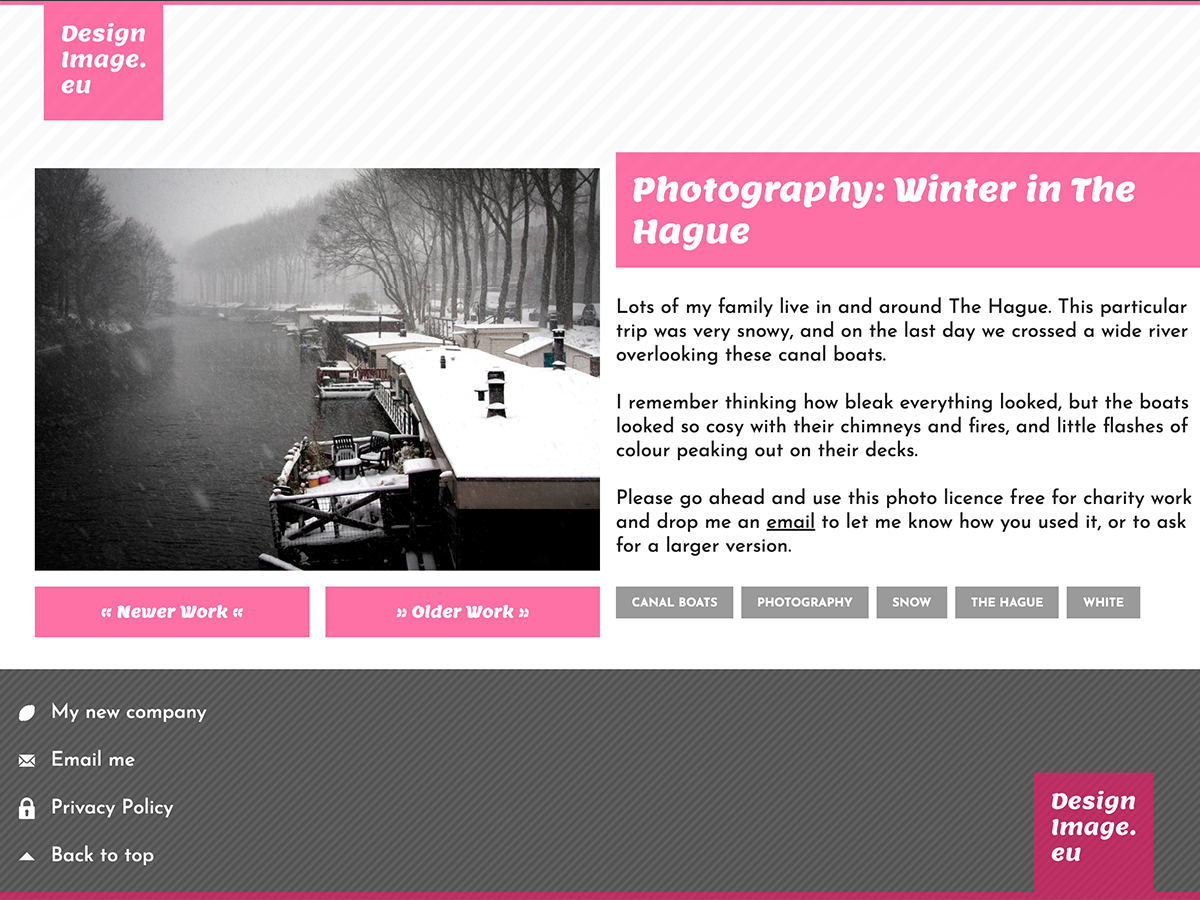 Design
Image.
eu
Photography: Winter in The
Hague
Lots of my family live in and around The Hague. This particular
trip was very snowy, and on the last day we crossed a wide river
overlooking these canal boats.
I remember thinking how bleak everything looked, but the boats
looked so cosy with their chimneys and fires, and little flashes of
colour peaking out on their decks.
Please go ahead and use this photo licence free for charity work
and drop me an email to let me know how you used it, or to ask
for a larger version.
« Newer Work «
» Older Work »
CANAL BOATS
PHOTOGRAPHY
SNOW
THE HAGUE
WHITE
My new company
Email me
Privacy Policy
Back to top
Design
Image.
eu